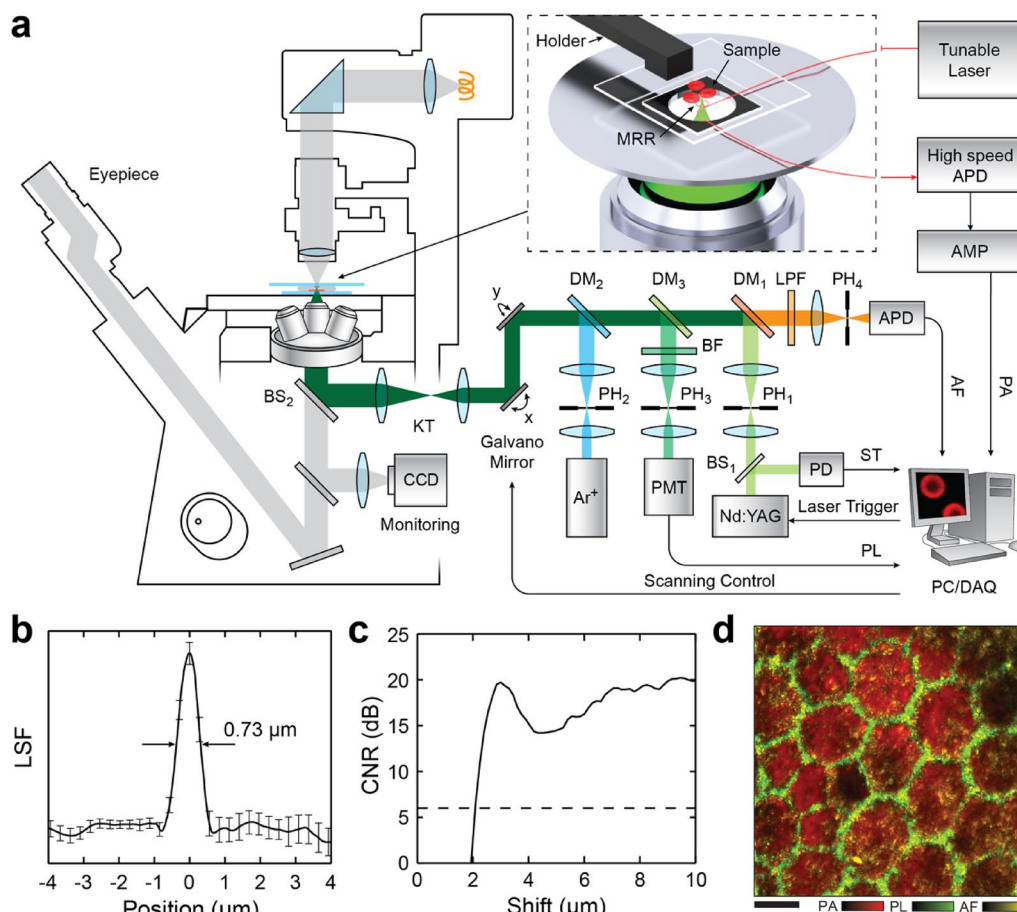 a
Holder
Sample
MRR
Tunable
Laser
High speed
APD
AMP
Eyepiece
DM2
DM3
DM1
LPF
PH4
APD
y
BF
PH2
PH3
PH1
AF
PA
BS2
KT
x
Galvano
Mirror
BS1
PD
ST
CCD
Monitoring
Ar+
PMT
Nd:YAG
Laser Trigger
PL
Scanning Control
PC/DAQ
b
LSF
0.73 µm
-4 -3 -2 -1 0 1 2 3 4
Position (µm)
c
CNR (dB)
25
20
15
10
5
0
0 2 4 6 8 10
Shift (µm)
d
PA PL AF